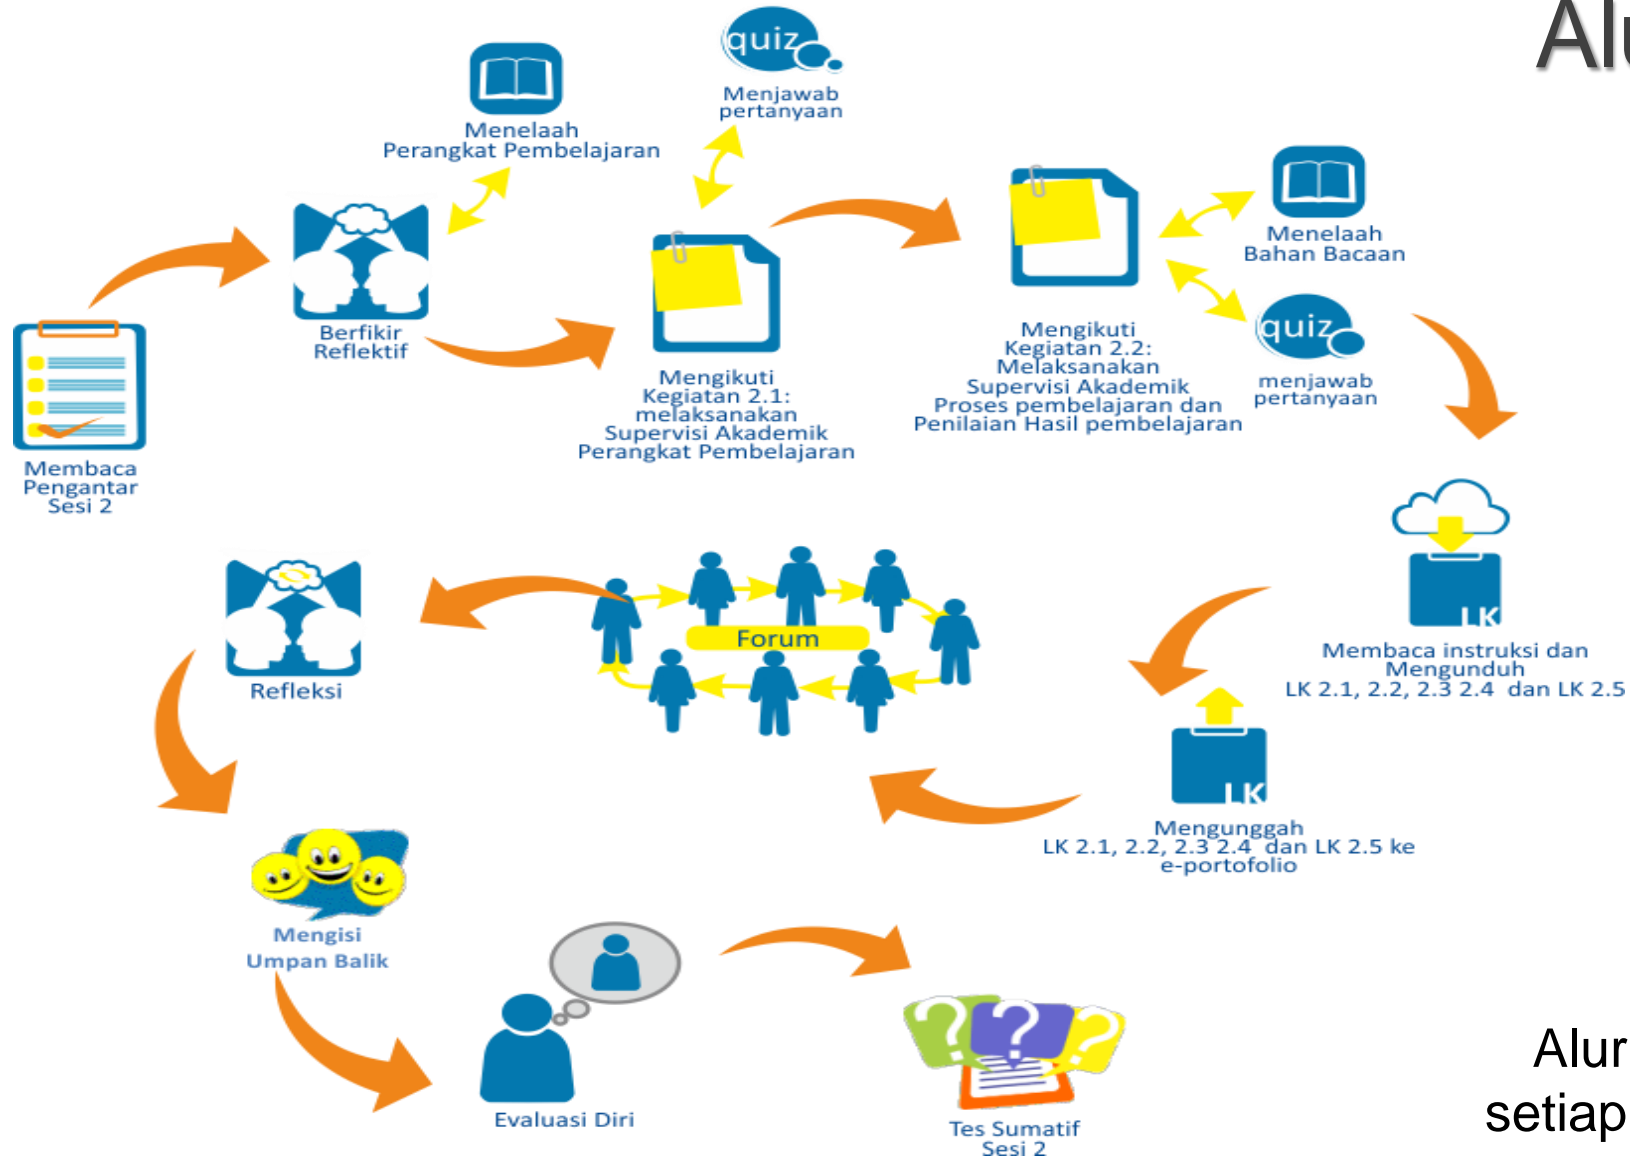 Alu
quiz
Menjawab
pertanyaan
Menelaah
Perangkat Pembelajaran
Menelaah
Bahan Bacaan
quiz
menjawab
pertanyaan
Berfikir
Reflektif
Mengikuti
Kegiatan 2.1:
melaksanakan
Supervisi Akademik
Perangkat Pembelajaran
Mengikuti
Kegiatan 2.2:
Melaksanakan
Supervisi Akademik
Proses pembelajaran dan
Penilaian Hasil pembelajaran
Membaca
Pengantar
Sesi 2
LK
Membaca instruksi dan
Mengunduh
LK 2.1, 2.2, 2.3 2.4 dan LK 2.5
LK
Mengunggah
LK 2.1, 2.2, 2.3 2.4 dan LK 2.5 ke
e-portofolio
Forum
Refleksi
Mengisi
Umpan Balik
Evaluasi Diri
? ? ?
Tes Sumatif
Sesi 2
Alur
setiap